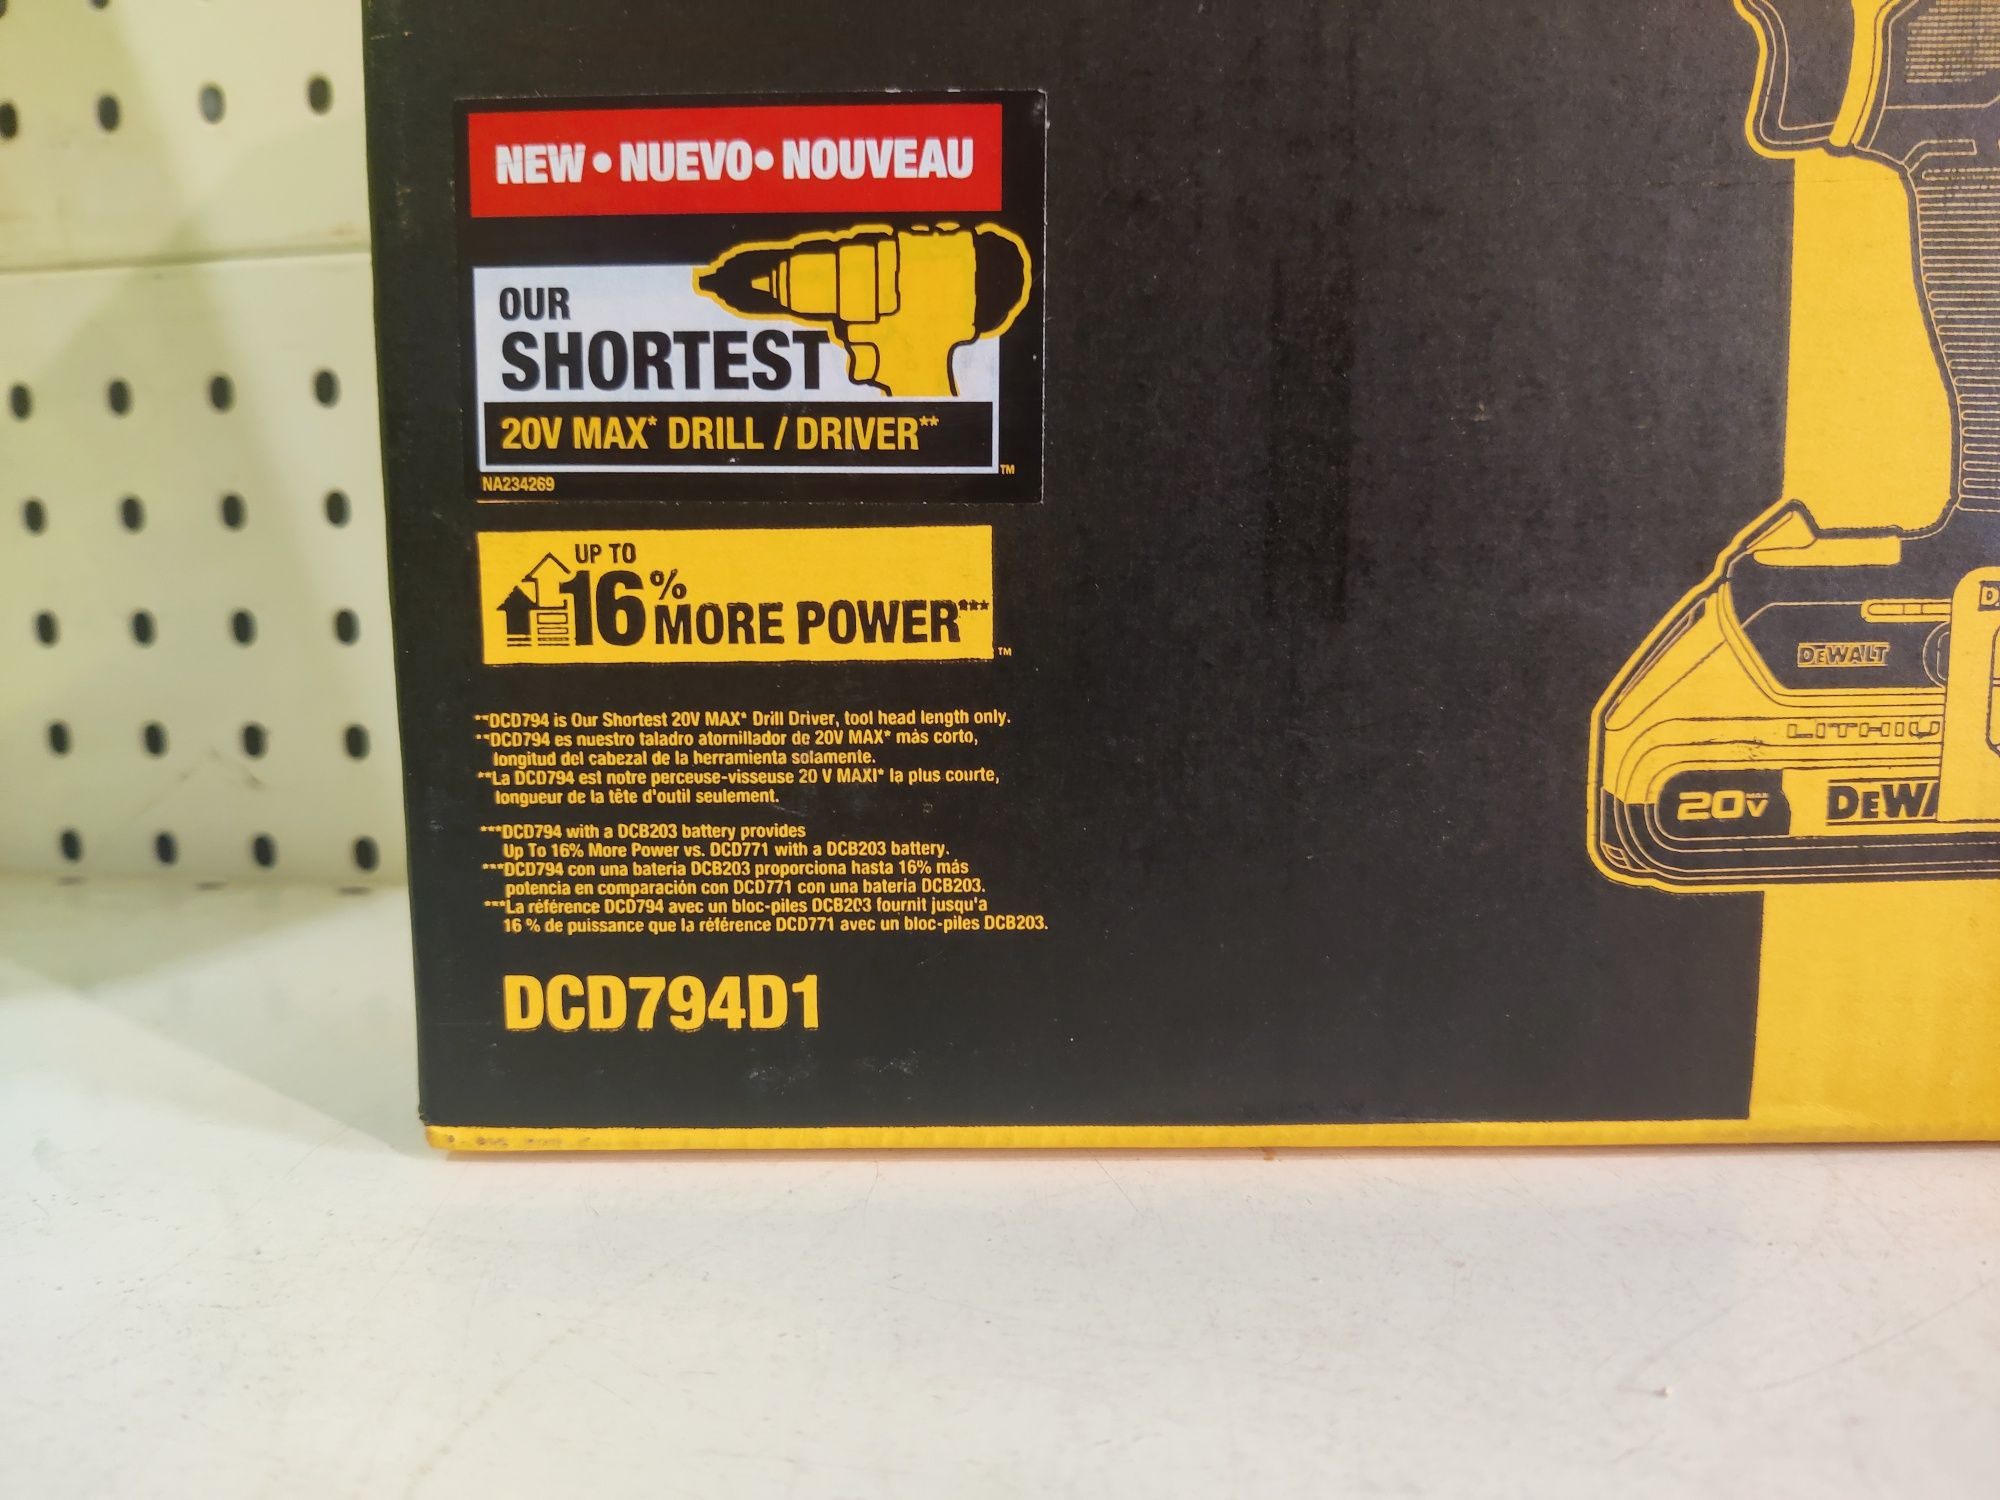 NEW • NUEVO • NOUVEAU
OUR
SHORTEST
20V MAX* DRILL / DRIVER**
TM
NA234269
UP TO
16%
MORE POWER***
TM
**DCD794 is Our Shortest 20V MAX* Drill Driver, tool head length only.
**DCD794 es nuestro taladro atornillador de 20V MAX* más corto,
longitud del cabezal de la herramienta solamente.
**La DCD794 est notre perceuse-visseuse 20 V MAXI* la plus courte,
longueur de la tête d'outil seulement.
***DCD794 with a DCB203 battery provides
Up To 16% More Power vs. DCD771 with a DCB203 battery.
***DCD794 con una bateria DCB203 proporciona hasta 16% más
potencia en comparación con DCD771 con una bateria DCB203.
***La référence DCD794 avec un bloc-piles DCB203 fournit jusqu'a
16 % de puissance que la référence DCD771 avec un bloc-piles DCB203.
DCD794D1
DEWALT
LITHIU
20V MAX
DEWA